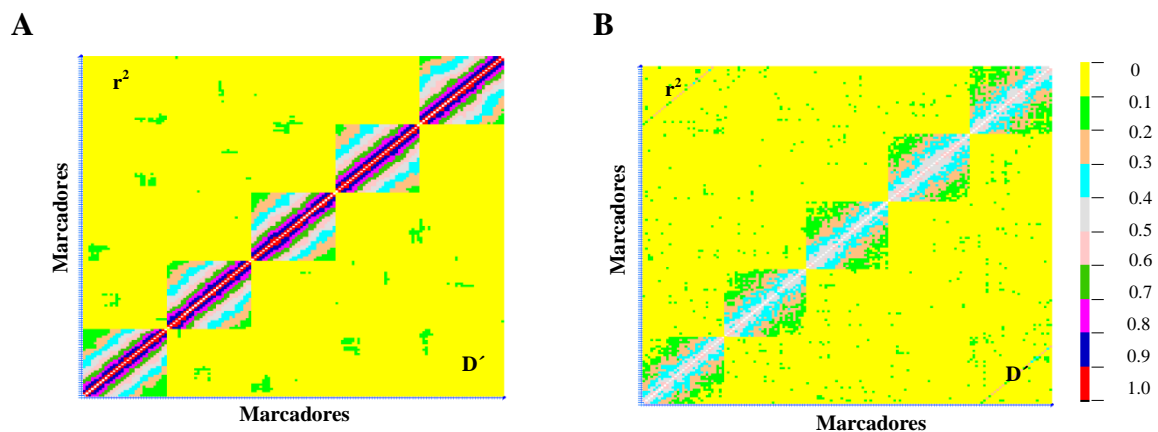 A
B
r²
r²
D´
D´
Marcadores
Marcadores
Marcadores
Marcadores
0
0.1
0.2
0.3
0.4
0.5
0.6
0.7
0.8
0.9
1.0